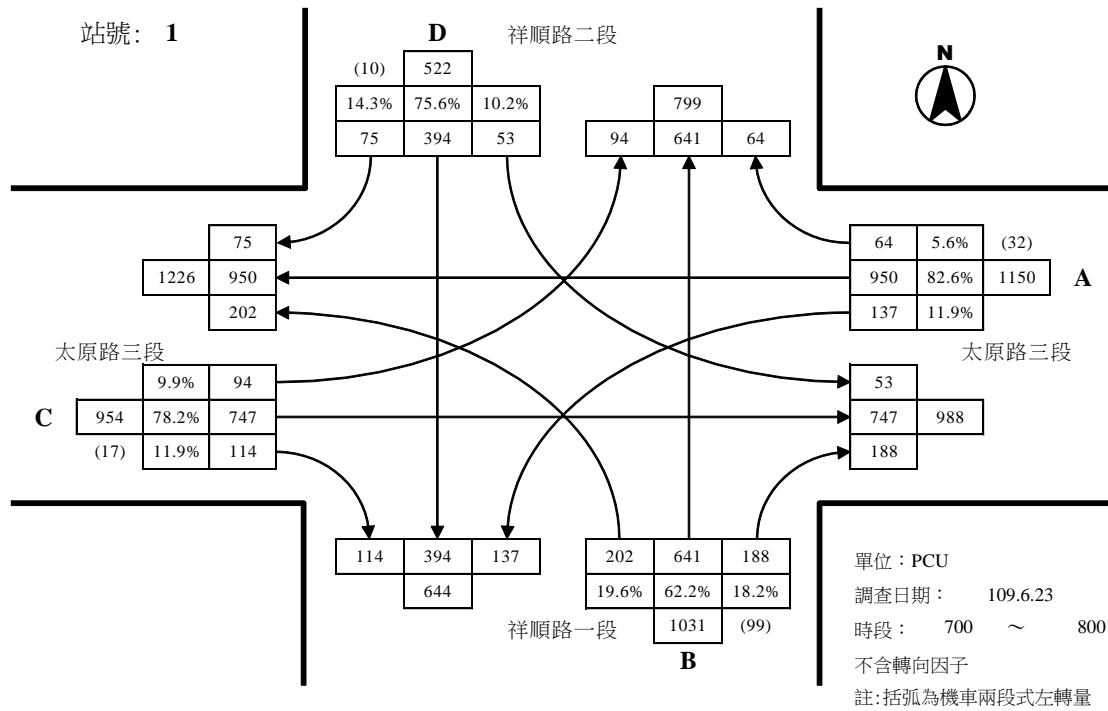 站號： 1
D
祥順路二段
N
(10) 522
14.3% 75.6% 10.2%
75 394 53
799
94 641 64
75
1226 950
202
64 5.6% (32)
950 82.6% 1150
137 11.9%
A
太原路三段
太原路三段
9.9% 94
954 78.2% 747
(17) 11.9% 114
C
53
747 988
188
114 394 137
644
202 641 188
19.6% 62.2% 18.2%
1031 (99)
祥順路一段
B
單位：PCU
調查日期： 109.6.23
時段： 700 ～ 800
不含轉向因子
註:括弧為機車兩段式左轉量